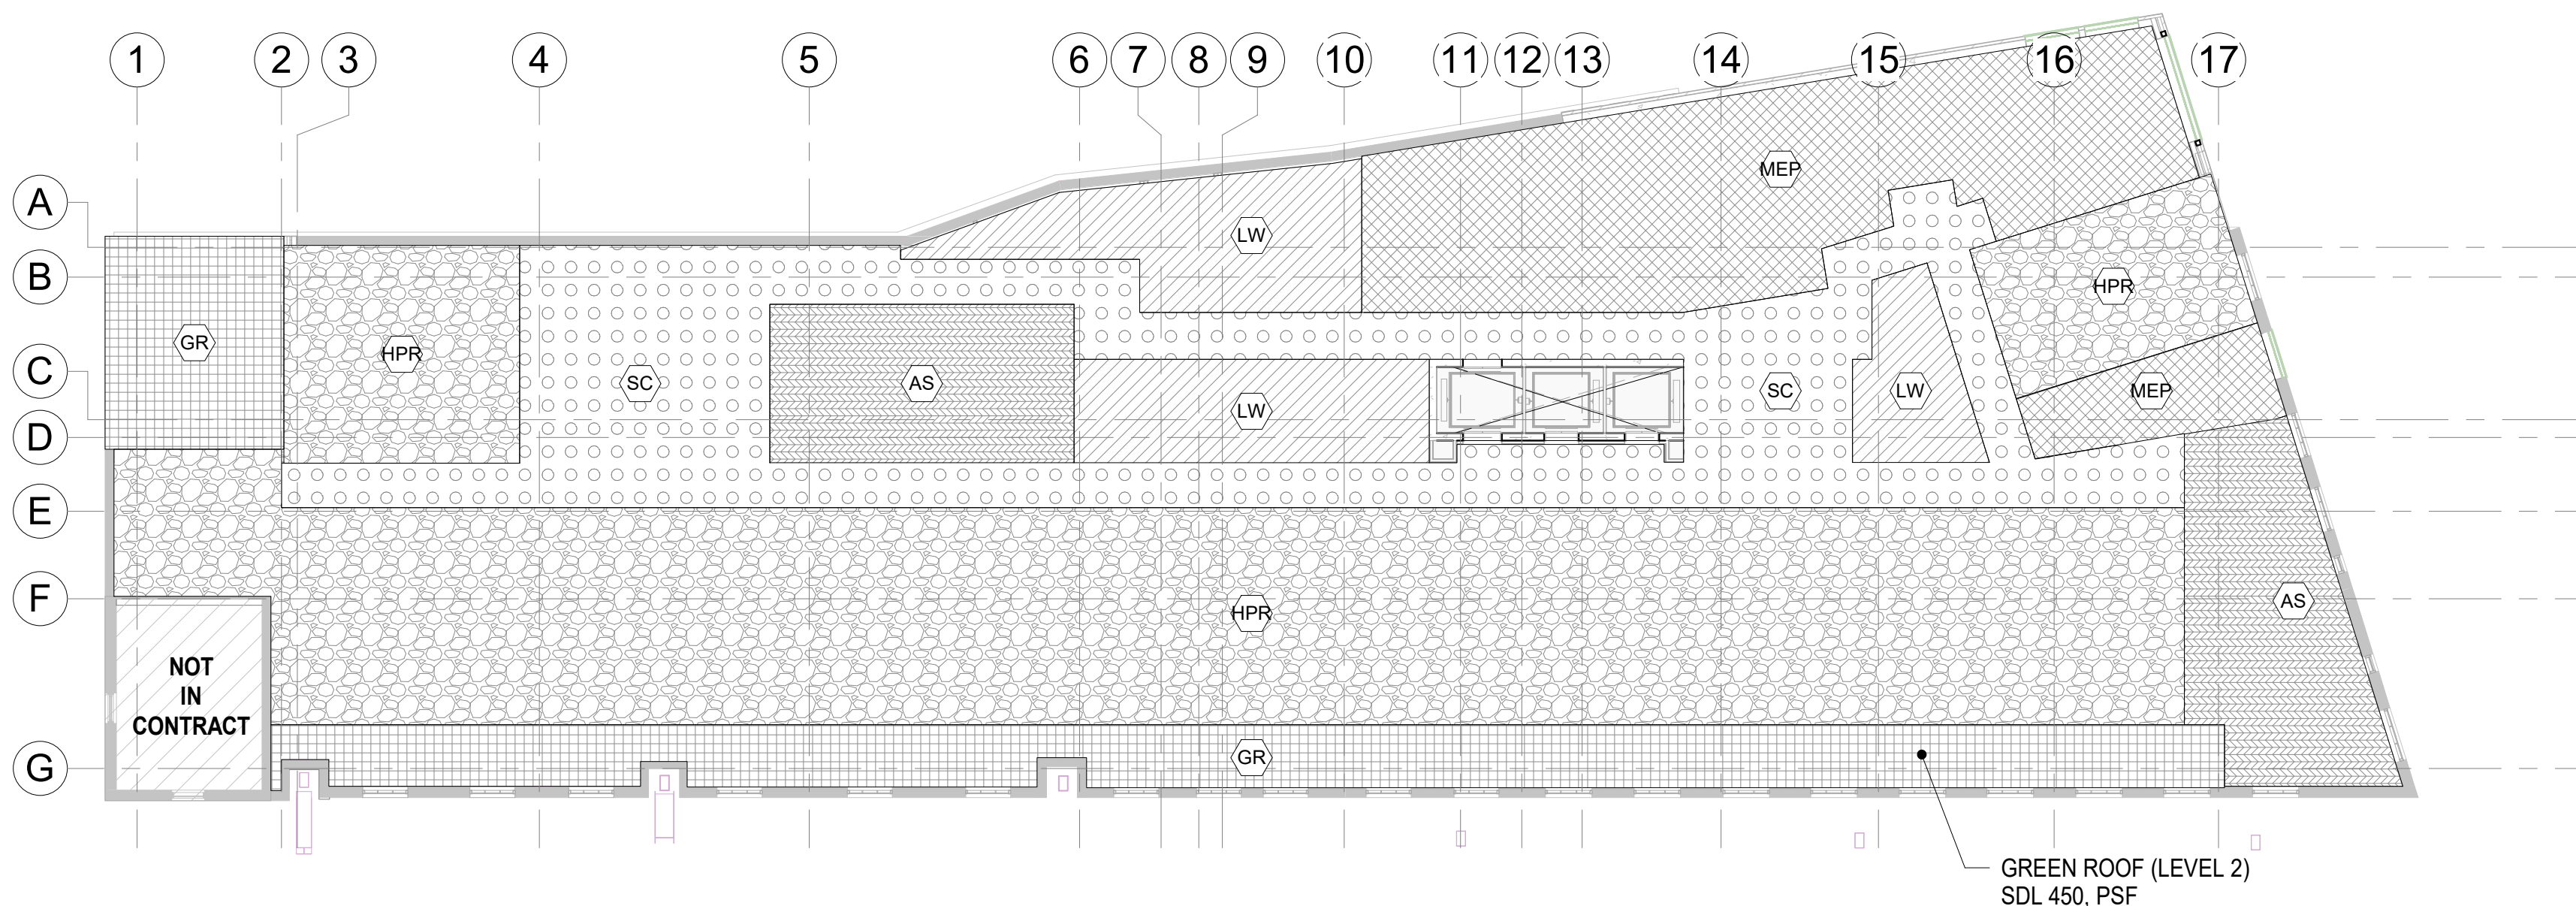 1 2 3 4 5 6 7 8 9 10 11 12 13 14 15 16 17
A
B
C
D
E
F
G
MEP
LW
HPR
GR
HPR
SC
AS
LW
SC
LW
MEP
AS
HPR
NOT
IN
CONTRACT
GR
GREEN ROOF (LEVEL 2)
SDL 450, PSF